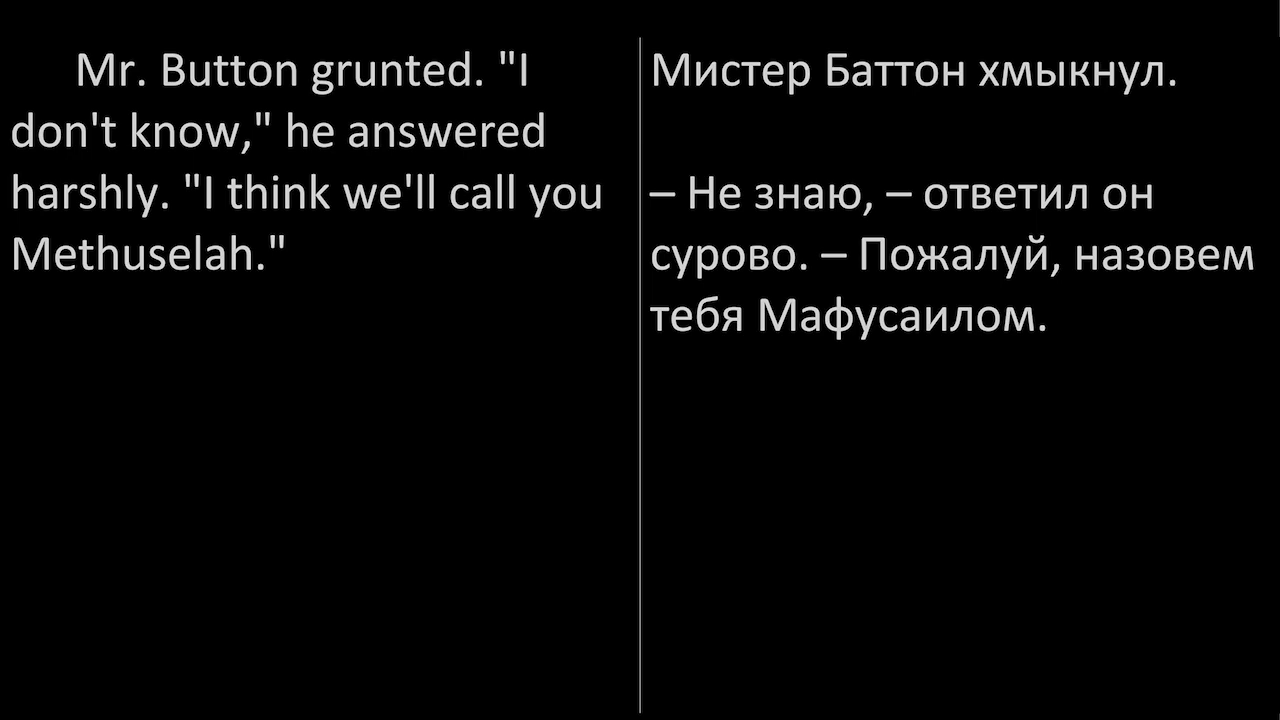 Mr. Button grunted. "I
don't know," he answered
harshly. "I think we'll call you
Methuselah."
Мистер Баттон хмыкнул.
– Не знаю, – ответил он
сурово. – Пожалуй, назовем
тебя Мафусаилом.